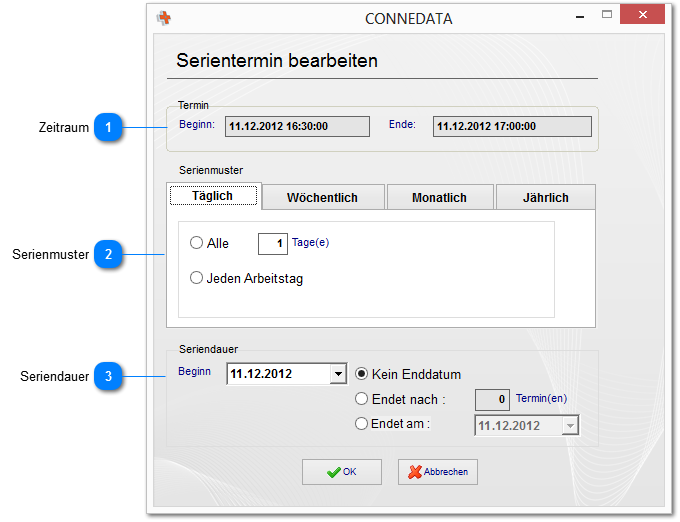 CONNEDATA
Serientermin bearbeiten
Termin
Zeitraum 1 Beginn: 11.12.2012 16:30:00 Ende: 11.12.2012 17:00:00
Serienmuster
Täglich Wöchentlich Monatlich Jährlich
Alle 1 Tage(e)
Serienmuster 2
Jeden Arbeitstag
Seriendauer
Seriendauer 3 Beginn 11.12.2012 Kein Enddatum
Endet nach : 0 Termin(en)
Endet am : 11.12.2012
OK Abbrechen